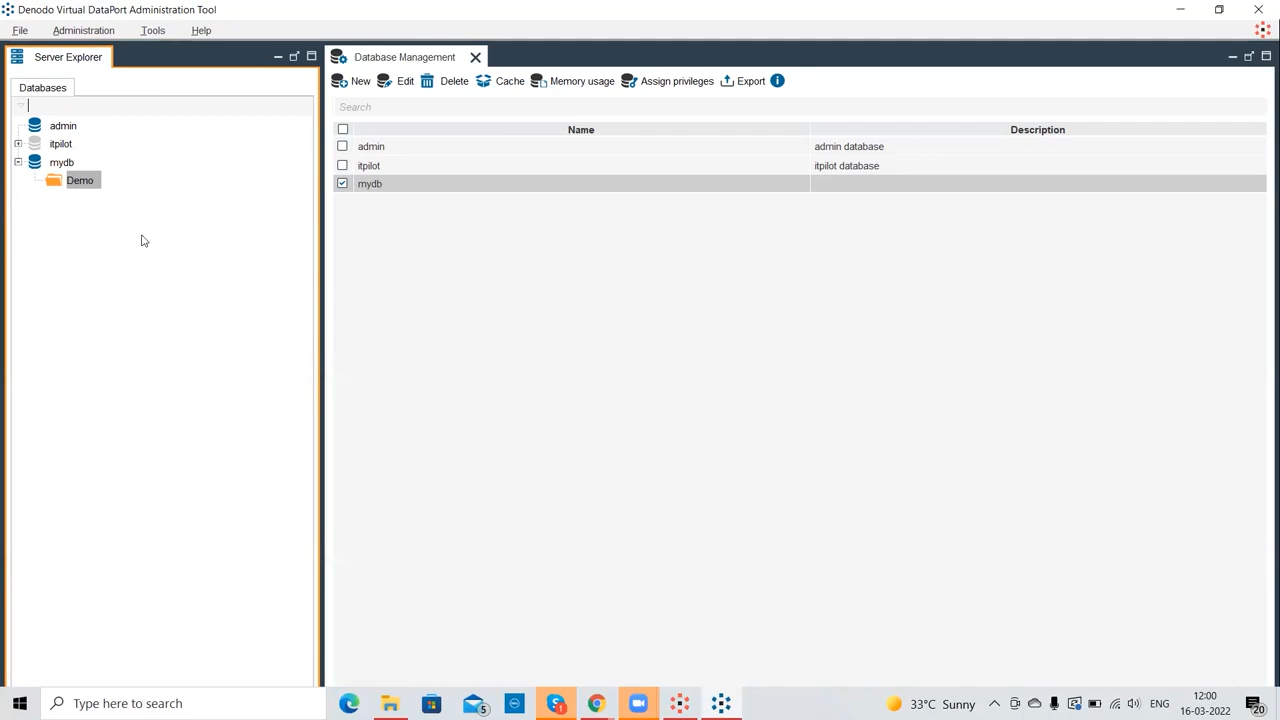 Denodo Virtual DataPort Administration Tool
File Administration Tools Help
Server Explorer
Database Management
Databases
New Edit Delete Cache Memory usage Assign privileges Export
Search
Name Description
admin
admin admin database
itpilot
itpilot itpilot database
mydb
mydb
Demo
Type here to search
5
1
33°C Sunny
ENG
12:00
16-03-2022
20